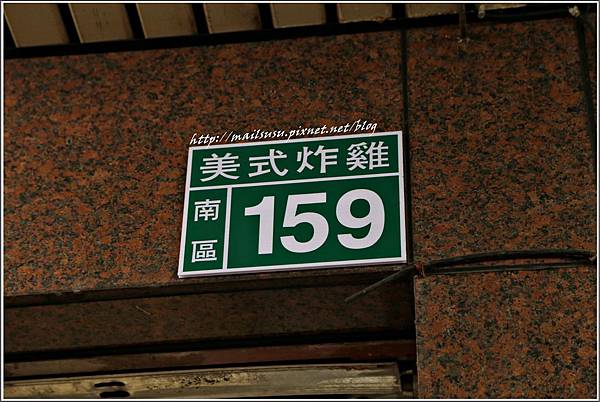 http://mailsusu.pixnet.net/blog
美式炸雞
南區
159